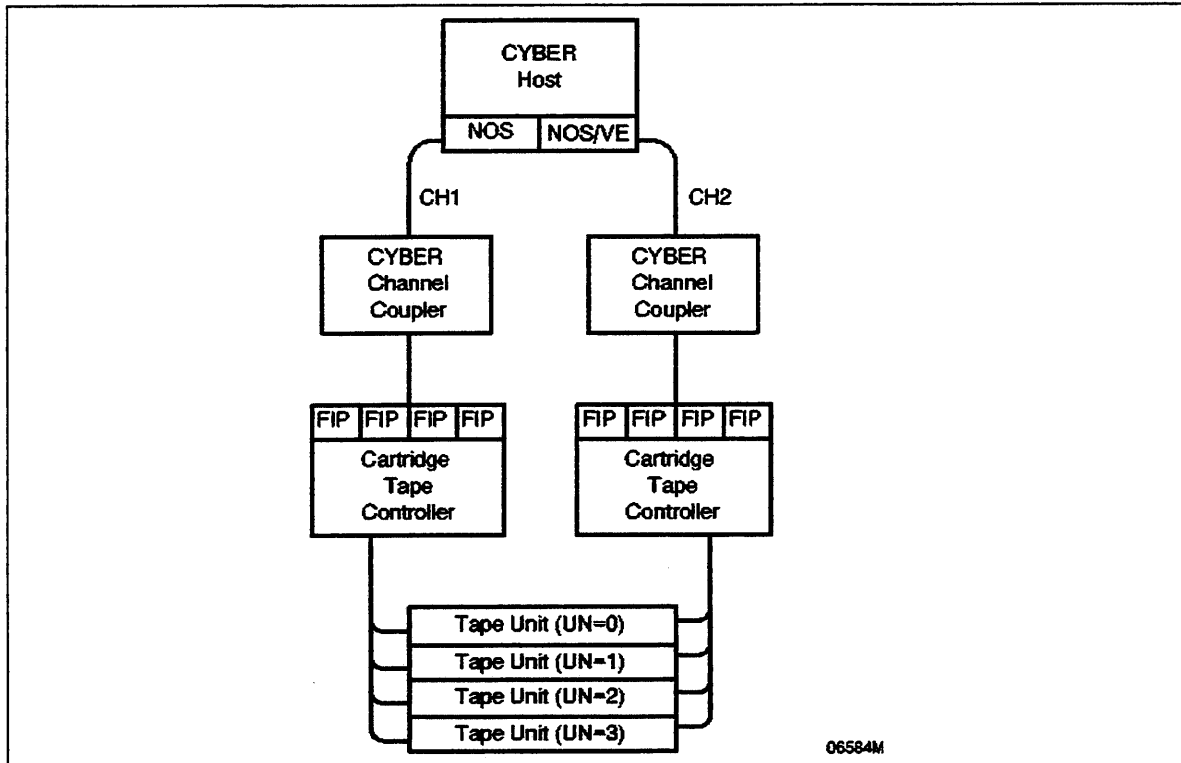 CYBER
Host
NOS NOS/VE
CH1 CH2
CYBER
Channel
Coupler
CYBER
Channel
Coupler
FIP FIP FIP FIP
FIP FIP FIP FIP
Cartridge
Tape
Controller
Cartridge
Tape
Controller
Tape Unit (UN=0)
Tape Unit (UN=1)
Tape Unit (UN=2)
Tape Unit (UN=3)
06584M